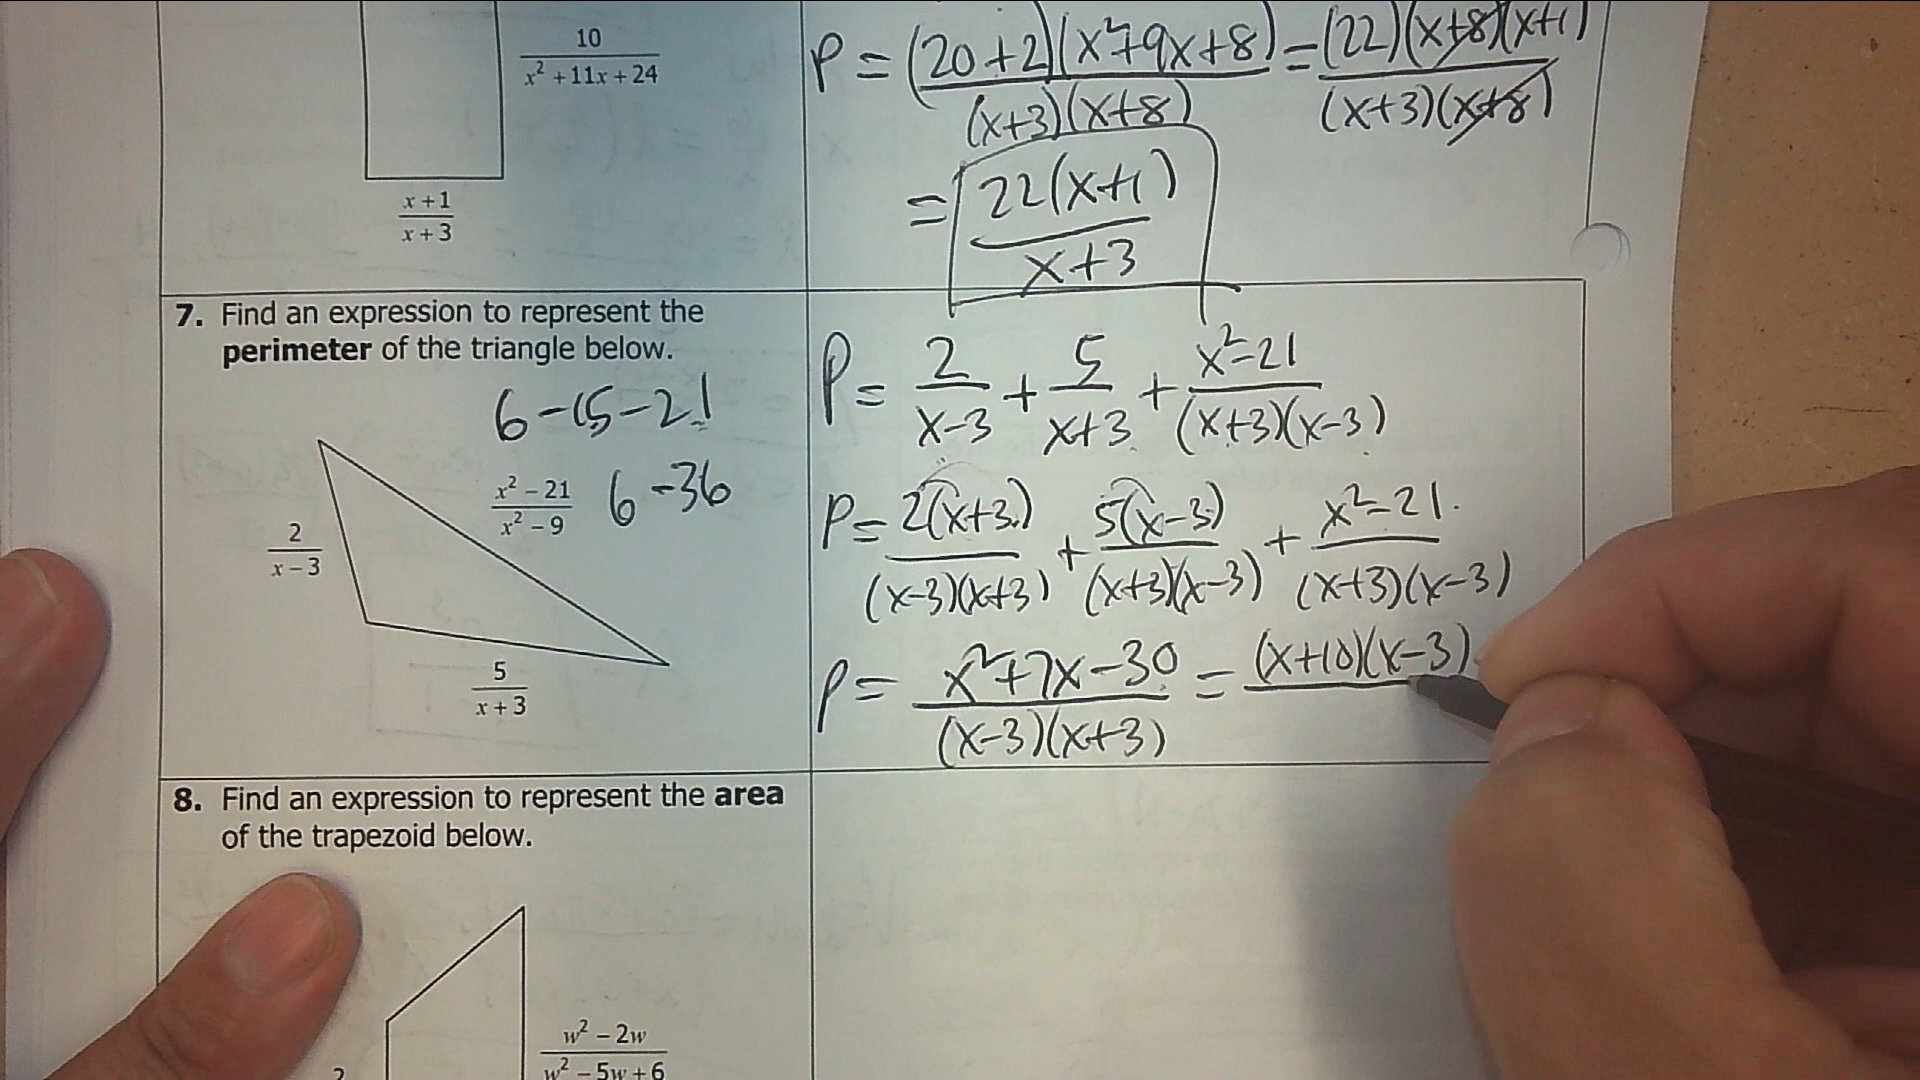 10
x² + 11x + 24
x + 1
x + 3
P = (20+2)(x²+9x+8) = (22)(x+8)(x+1)
(x+3)(x+8) (x+3)(x+8)
= 22(x+1)
x+3
7. Find an expression to represent the
perimeter of the triangle below.
6-15-21
x² - 21
x² - 9
6-36
2
x - 3
5
x + 3
P = 2 + 5 + x²-21
x-3 x+3 (x+3)(x-3)
P = 2(x+3) + 5(x-3) + x²-21
(x-3)(x+3) (x+3)(x-3) (x+3)(x-3)
P = x²+7x-30 = (x+10)(x-3)
(x-3)(x+3)
8. Find an expression to represent the area
of the trapezoid below.
w² - 2w
w² - 5w + 6
2